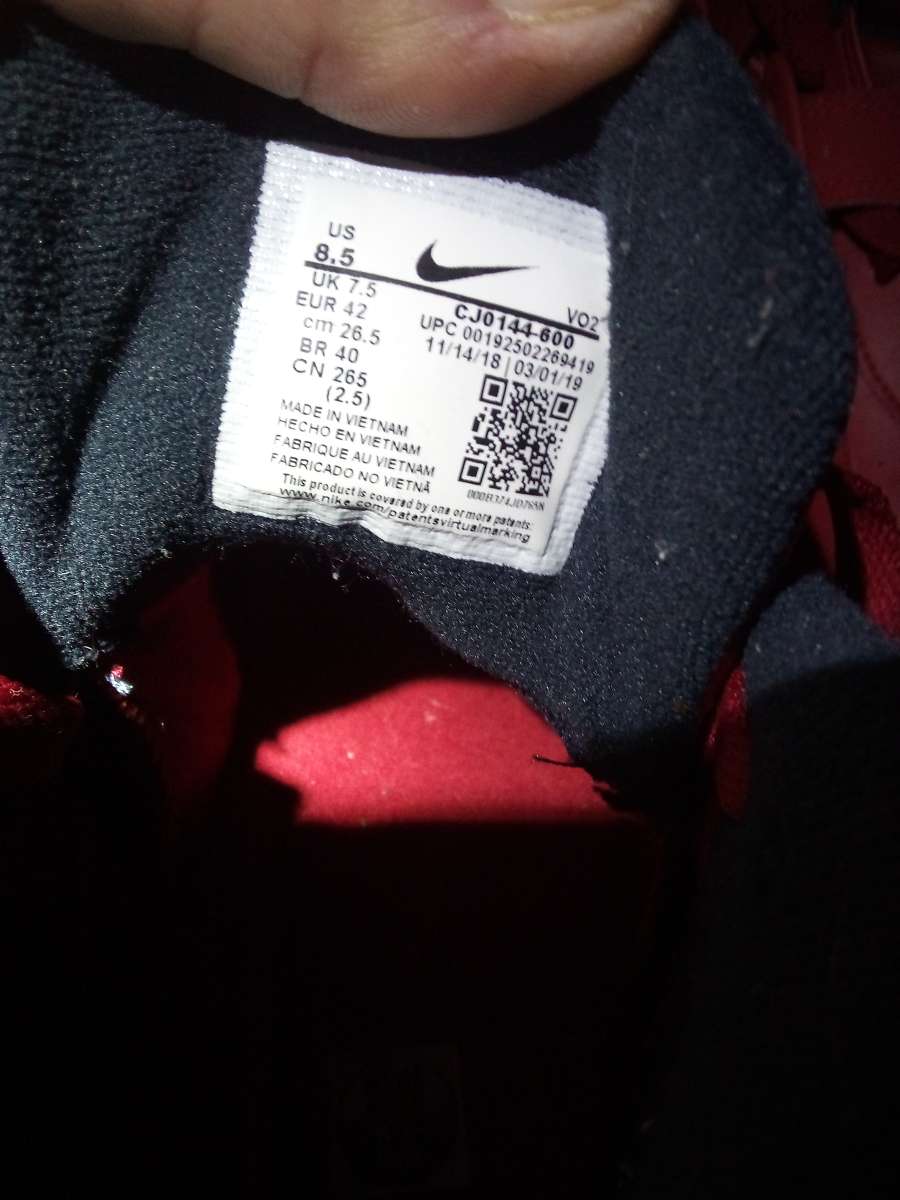 US
8.5
UK 7.5
EUR 42
cm 26.5
BR 40
CN 265
(2.5)
VO2
CJ0144-600
UPC 00192502269419
11/14/18 | 03/01/19
MADE IN VIETNAM
HECHO EN VIETNAM
FABRIQUE AU VIETNAM
FABRICADO NO VIETNÃ
This product is covered by one or more patents:
www.nike.com/patentsvirtualmarking